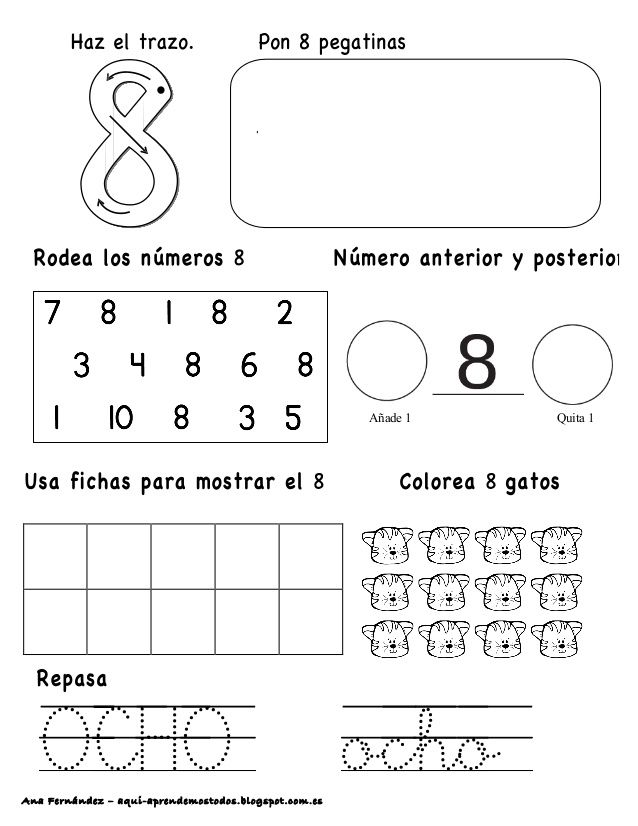 Haz el trazo.
Pon 8 pegatinas
8
Rodea los números 8
Número anterior y posterior
7 8 1 8 2
3 4 8 6 8
1 10 8 3 5
8
Añade 1
Quita 1
Usa fichas para mostrar el 8
Colorea 8 gatos
Repasa
OCHO
ocho
Ana Fernández – aqui-aprendemostodos.blogspot.com.es